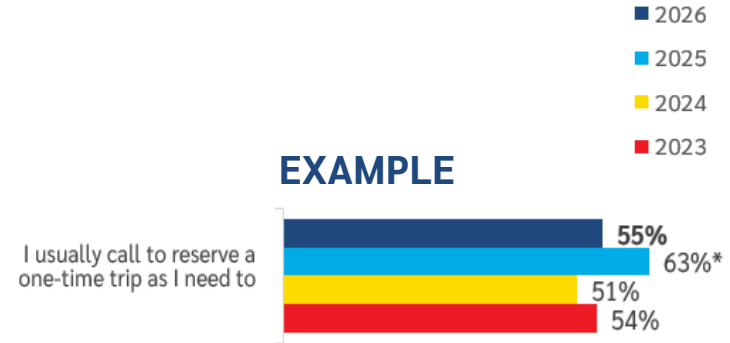 2026
2025
2024
2023
EXAMPLE
I usually call to reserve a
one-time trip as I need to
55%
63%*
51%
54%